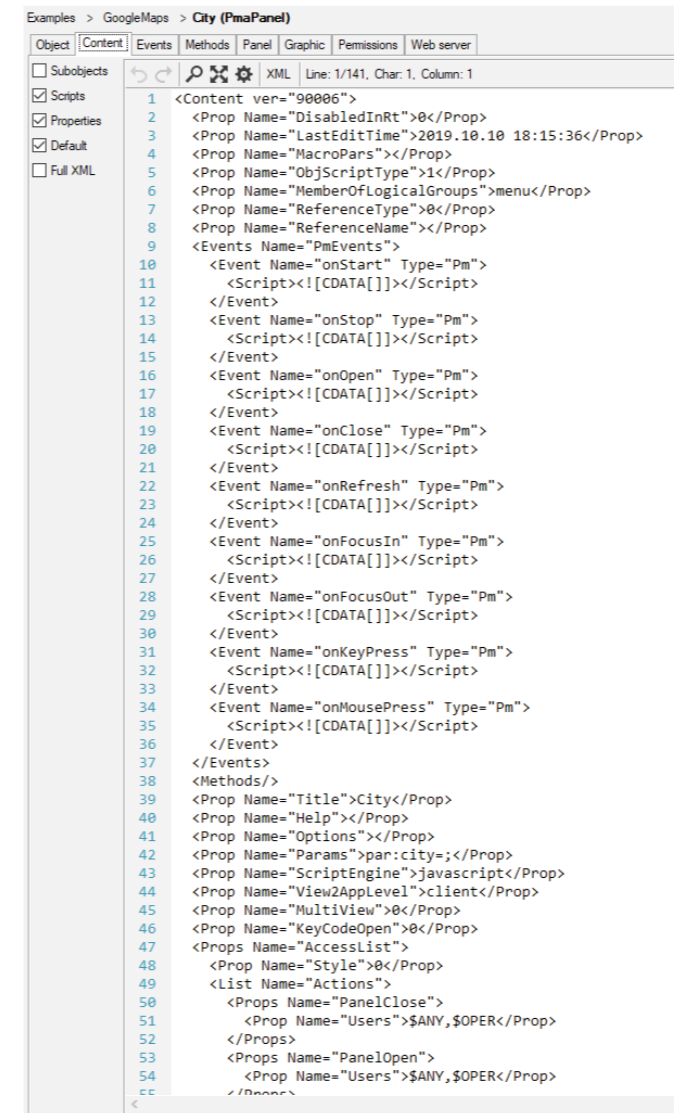 Examples > GoogleMaps > City (PmaPanel)
Object Content Events Methods Panel Graphic Permissions Web server
Subobjects
Scripts
Properties
Default
Full XML
XML Line: 1/141, Char: 1, Column: 1
1 <Content ver="90006">
2 <Prop Name="DisabledInRt">0</Prop>
3 <Prop Name="LastEditTime">2019.10.10 18:15:36</Prop>
4 <Prop Name="MacroPars"></Prop>
5 <Prop Name="ObjScriptType">1</Prop>
6 <Prop Name="MemberOfLogicalGroups">menu</Prop>
7 <Prop Name="ReferenceType">0</Prop>
8 <Prop Name="ReferenceName"></Prop>
9 <Events Name="PmEvents">
10 <Event Name="onStart" Type="Pm">
11 <Script><![CDATA[]]></Script>
12 </Event>
13 <Event Name="onStop" Type="Pm">
14 <Script><![CDATA[]]></Script>
15 </Event>
16 <Event Name="onOpen" Type="Pm">
17 <Script><![CDATA[]]></Script>
18 </Event>
19 <Event Name="onClose" Type="Pm">
20 <Script><![CDATA[]]></Script>
21 </Event>
22 <Event Name="onRefresh" Type="Pm">
23 <Script><![CDATA[]]></Script>
24 </Event>
25 <Event Name="onFocusIn" Type="Pm">
26 <Script><![CDATA[]]></Script>
27 </Event>
28 <Event Name="onFocusOut" Type="Pm">
29 <Script><![CDATA[]]></Script>
30 </Event>
31 <Event Name="onKeyPress" Type="Pm">
32 <Script><![CDATA[]]></Script>
33 </Event>
34 <Event Name="onMousePress" Type="Pm">
35 <Script><![CDATA[]]></Script>
36 </Event>
37 </Events>
38 <Methods/>
39 <Prop Name="Title">City</Prop>
40 <Prop Name="Help"></Prop>
41 <Prop Name="Options"></Prop>
42 <Prop Name="Params">par:city=;</Prop>
43 <Prop Name="ScriptEngine">javascript</Prop>
44 <Prop Name="View2AppLevel">client</Prop>
45 <Prop Name="MultiView">0</Prop>
46 <Prop Name="KeyCodeOpen">0</Prop>
47 <Props Name="AccessList">
48 <Prop Name="Style">0</Prop>
49 <List Name="Actions">
50 <Props Name="PanelClose">
51 <Prop Name="Users">$ANY,$OPER</Prop>
52 </Props>
53 <Props Name="PanelOpen">
54 <Prop Name="Users">$ANY,$OPER</Prop>
55 </Props>